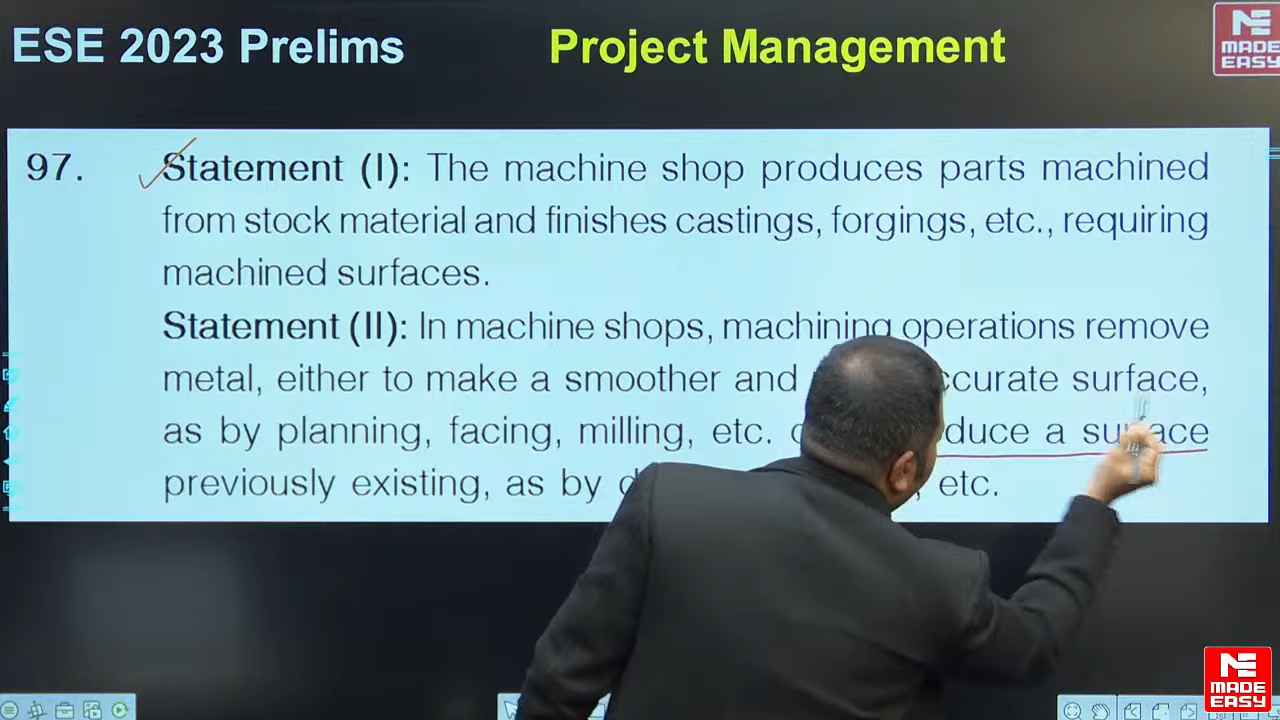 ESE 2023 Prelims Project Management
ME
MADE
EASY
97. Statement (I): The machine shop produces parts machined
from stock material and finishes castings, forgings, etc., requiring
machined surfaces.
Statement (II): In machine shops, machining operations remove
metal, either to make a smoother and surface,
as by planning, facing, milling, etc. a surface
previously existing, as by etc.
ME
MADE
EASY